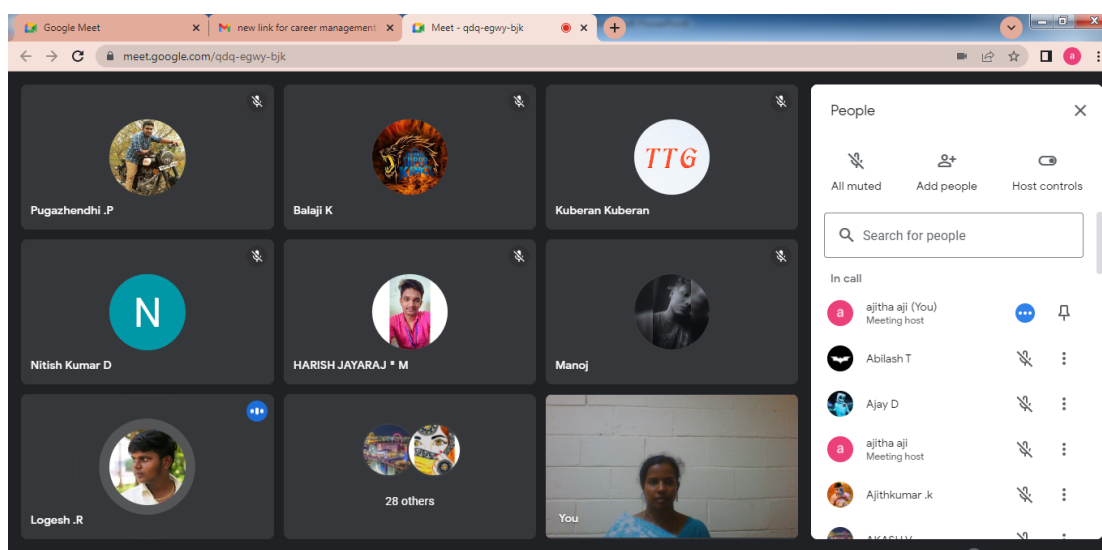 Google Meet
new link for career management
Meet - qdq-egwy-bjk
meet.google.com/qdq-egwy-bjk
a
Pugazhendhi .P
Balaji K
TTG
Kuberan Kuberan
N
Nitish Kumar D
HARISH JAYARAJ * M
Manoj
Logesh .R
28 others
You
People
All muted
Add people
Host controls
Search for people
In call
a
ajitha aji (You)
Meeting host
Abilash T
Ajay D
a
ajitha aji
Meeting host
Ajithkumar .k
AKASH V